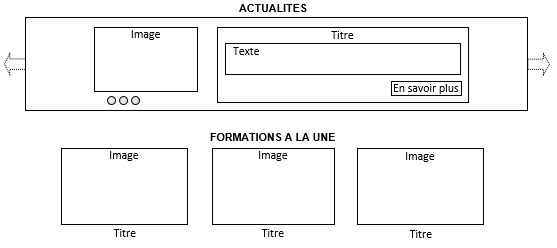 ACTUALITES
Image
Titre
Texte
En savoir plus
FORMATIONS A LA UNE
Image
Image
Image
Titre
Titre
Titre